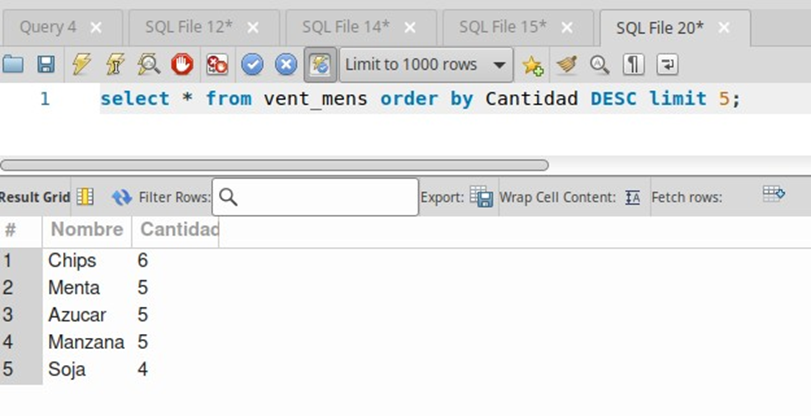 Query 4 SQL File 12* SQL File 14* SQL File 15* SQL File 20*
Limit to 1000 rows
1 select * from vent_mens order by Cantidad DESC limit 5;
Result Grid Filter Rows: Export: Wrap Cell Content: Fetch rows:
# Nombre Cantidad
1 Chips 6
2 Menta 5
3 Azucar 5
4 Manzana 5
5 Soja 4